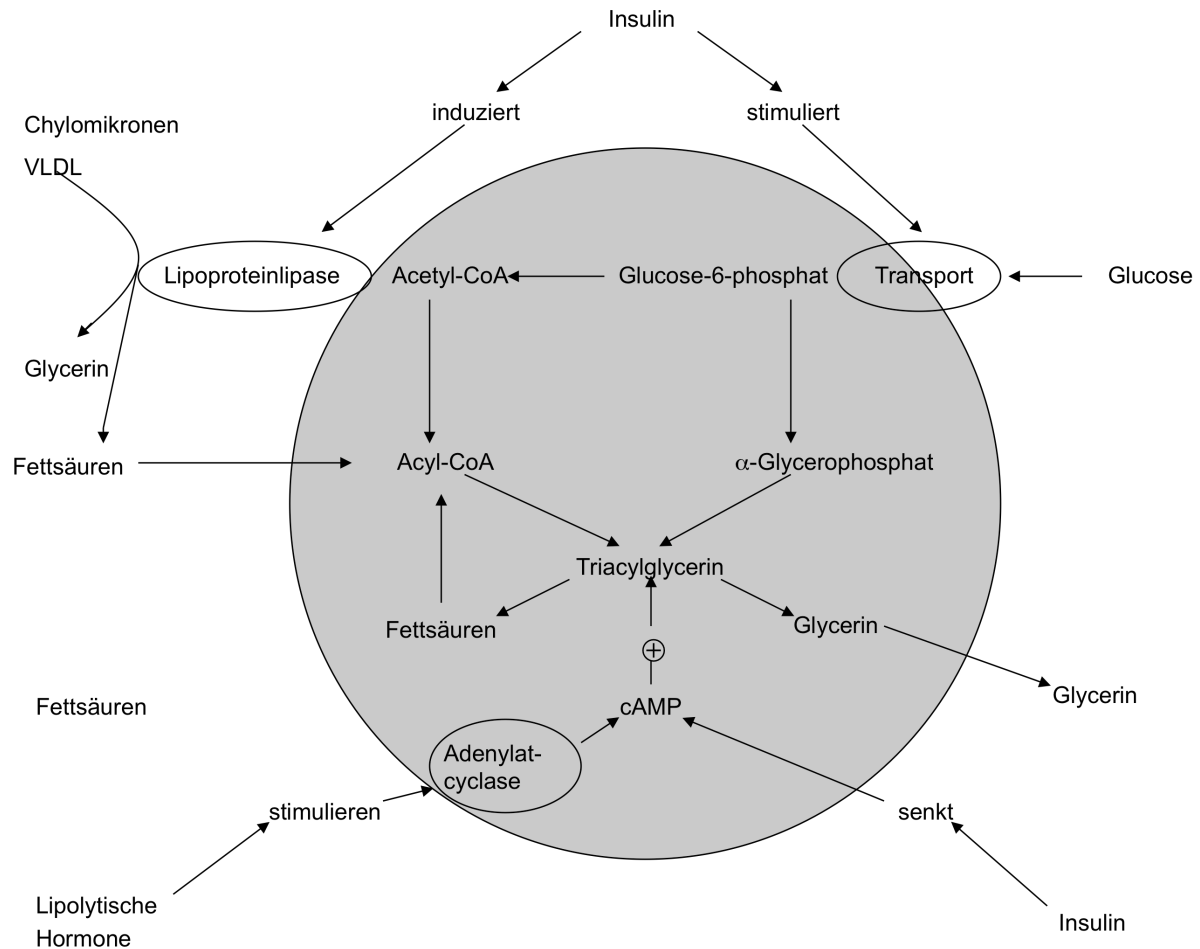 Insulin
induziert
stimuliert
Chylomikronen
VLDL
Lipoproteinlipase
Acetyl-CoA
Glucose-6-phosphat
Transport
Glucose
Glycerin
Fettsäuren
Acyl-CoA
α-Glycerophosphat
Triacylglycerin
Fettsäuren
Glycerin
+
Glycerin
Fettsäuren
cAMP
Adenylat-
cyclase
stimulieren
senkt
Lipolytische
Hormone
Insulin